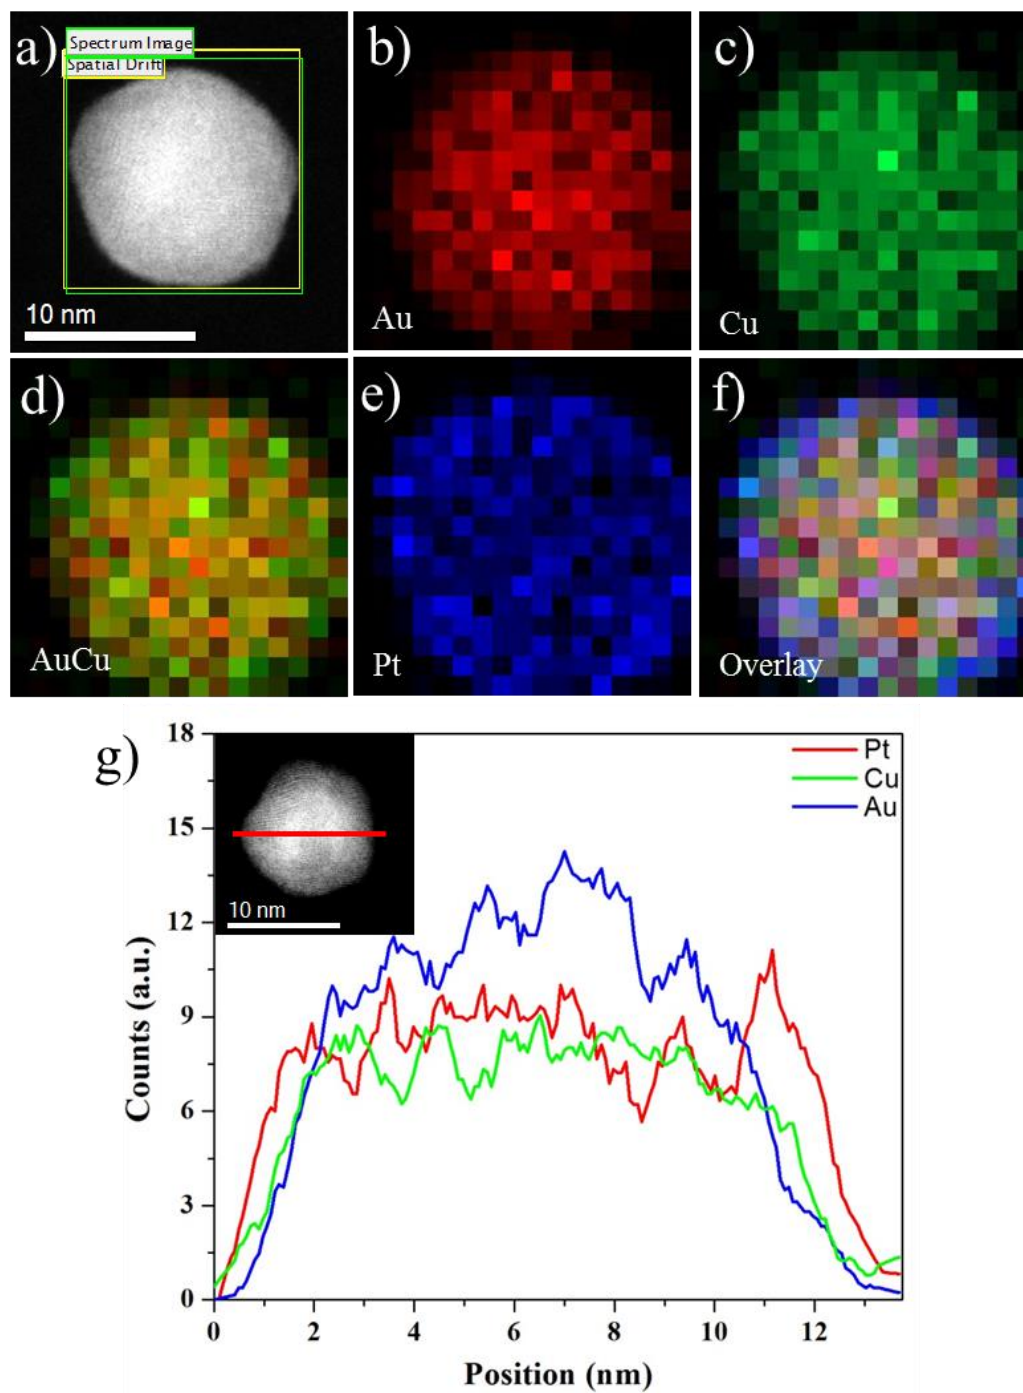 a)
Spectrum Image
Spatial Drift
10 nm
b)
Au
c)
Cu
d)
AuCu
e)
Pt
f)
Overlay
g)
10 nm
Pt
Cu
Au
18
15
12
9
6
3
0
Counts (a.u.)
0 2 4 6 8 10 12
Position (nm)